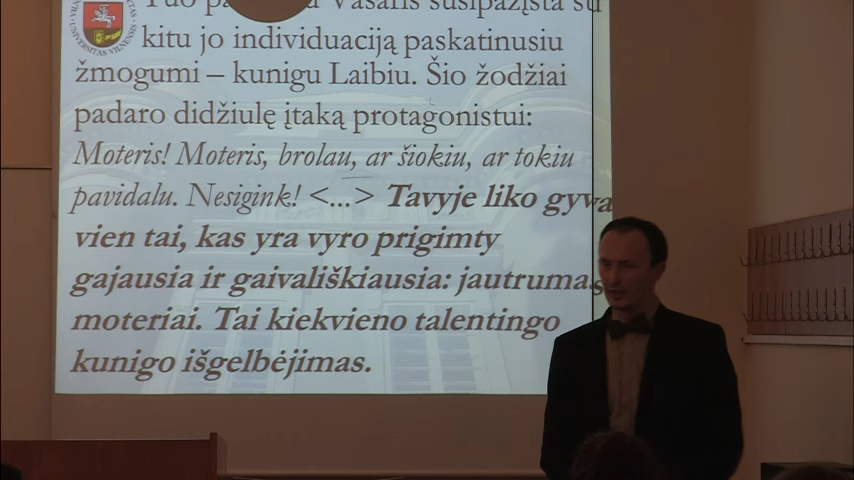 Tuo Vasaris susipažįsta su
kitu jo individuaciją paskatinusiu
žmogumi – kunigu Laibiu. Šio žodžiai
padaro didžiulę įtaką protagonistui:
Moteris! Moteris, brolau, ar šiokiu, ar tokiu
pavidalu. Nesigink! <...> Tavyje liko gyva
vien tai, kas yra vyro prigimty
gajausia ir gaivališkiausia: jautrumas
moteriai. Tai kiekvieno talentingo
kunigo išgelbėjimas.
UNIVERSITAS VILNENSIS